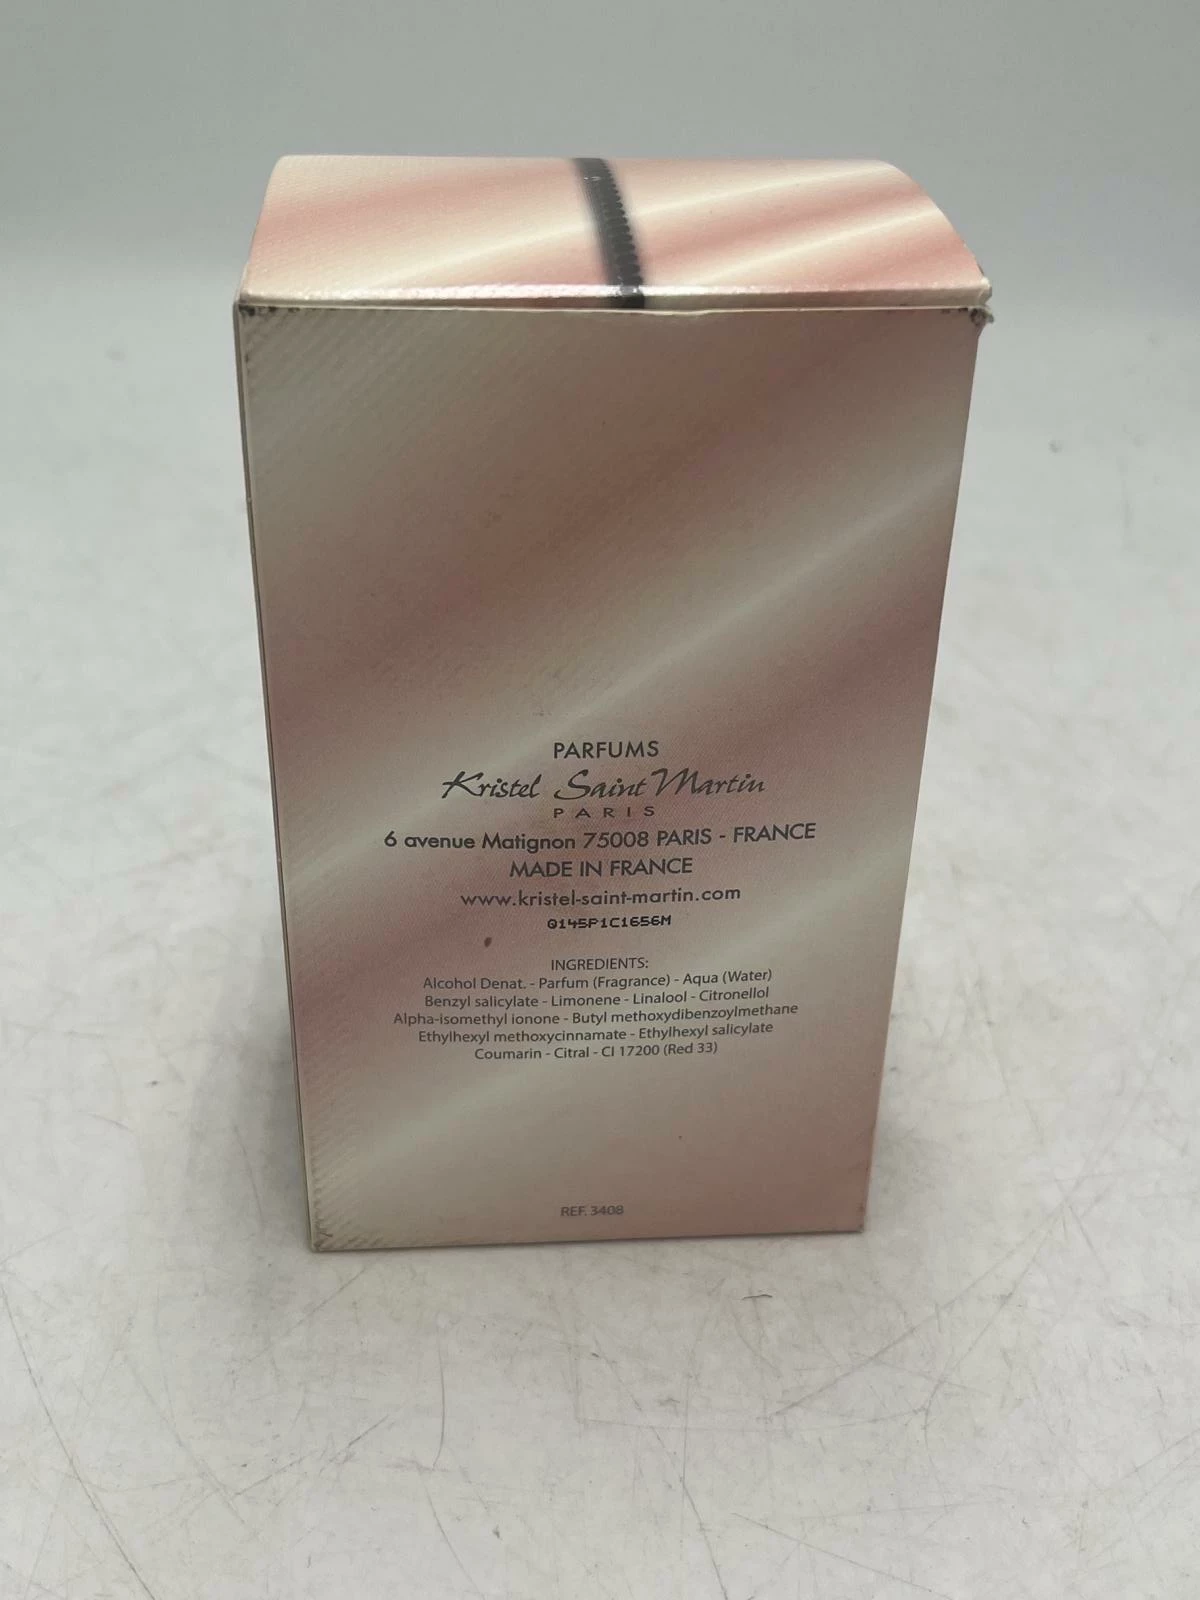 PARFUMS
Kristel Saint Martin
PARIS
6 avenue Matignon 75008 PARIS - FRANCE
MADE IN FRANCE
www.kristel-saint-martin.com
0145P1C1656M
INGREDIENTS:
Alcohol Denat. - Parfum (Fragrance) - Aqua (Water)
Benzyl salicylate - Limonene - Linalool - Citronellol
Alpha-isomethyl ionone - Butyl methoxydibenzoylmethane
Ethylhexyl methoxycinnamate - Ethylhexyl salicylate
Coumarin - Citral - CI 17200 (Red 33)
REF. 3408